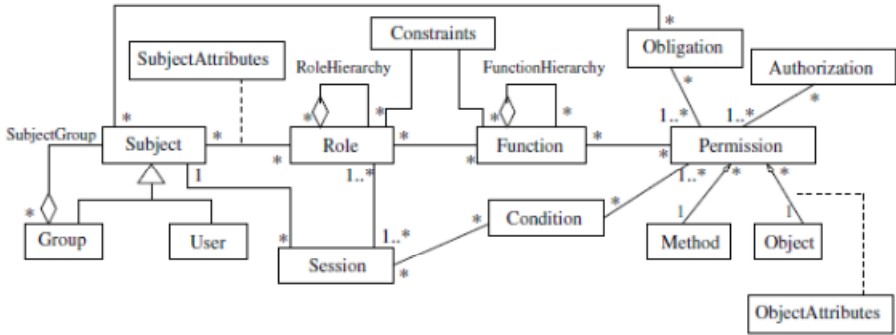 Constraints
*
SubjectAttributes
RoleHierarchy
FunctionHierarchy
Obligation
Authorization
*
*
*
*
*
*
*
SubjectGroup
*
1..*
1..*
Subject
*
*
Role
*
*
Function
*
*
Permission
1
1..*
1..*
*
*
*
Group
User
*
1..*
*
Condition
*
1
Method
1
Object
Session
*
ObjectAttributes